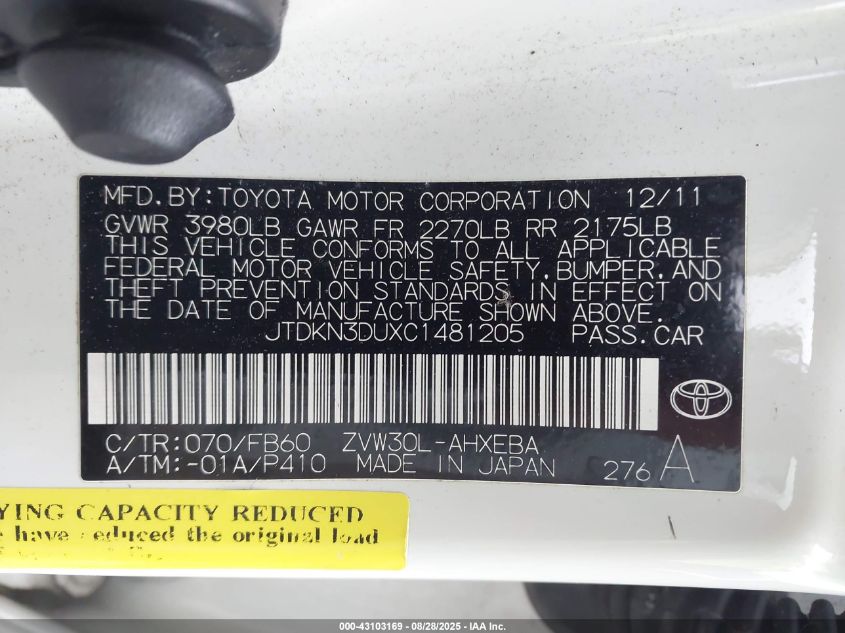 MFD.BY:TOYOTA MOTOR CORPORATION 12/11
GVWR 3980LB GAWR FR 2270LB RR 2175LB
THIS VEHICLE CONFORMS TO ALL APPLICABLE
FEDERAL MOTOR VEHICLE SAFETY,BUMPER,AND
THEFT PREVENTION STANDARDS IN EFFECT ON
THE DATE OF MANUFACTURE SHOWN ABOVE.
JTDKN3DUXC1481205 PASS.CAR
C/TR:070/FB60 ZVW30L-AHXEBA
A/TM:-01A/P410 MADE IN JAPAN 276 A
YING CAPACITY REDUCED
have reduced the original load
000-43103169 | 08/28/2025 - IAA Inc.